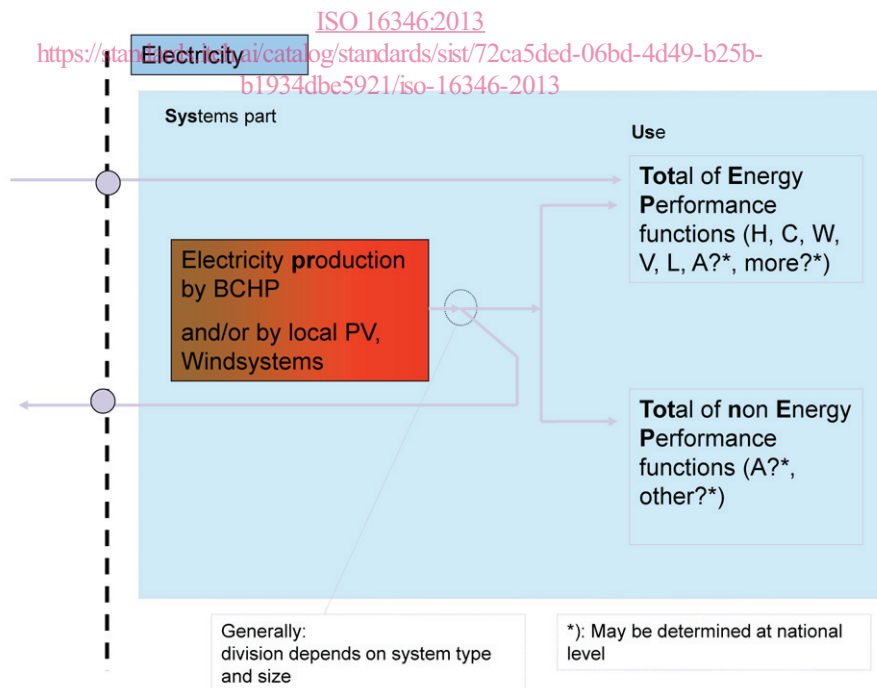 ISO 16346:2013
https://standards.iteh.ai/catalog/standards/sist/72ca5ded-06bd-4d49-b25b-
b1934dbe5921/iso-16346-2013
Electricity
Systems part
Use
Total of Energy
Performance
functions (H, C, W,
V, L, A?*, more?*)
Electricity production
by BCHP
and/or by local PV,
Windsystems
Total of non Energy
Performance
functions (A?*,
other?*)
Generally:
division depends on system type
and size
*): May be determined at national
level